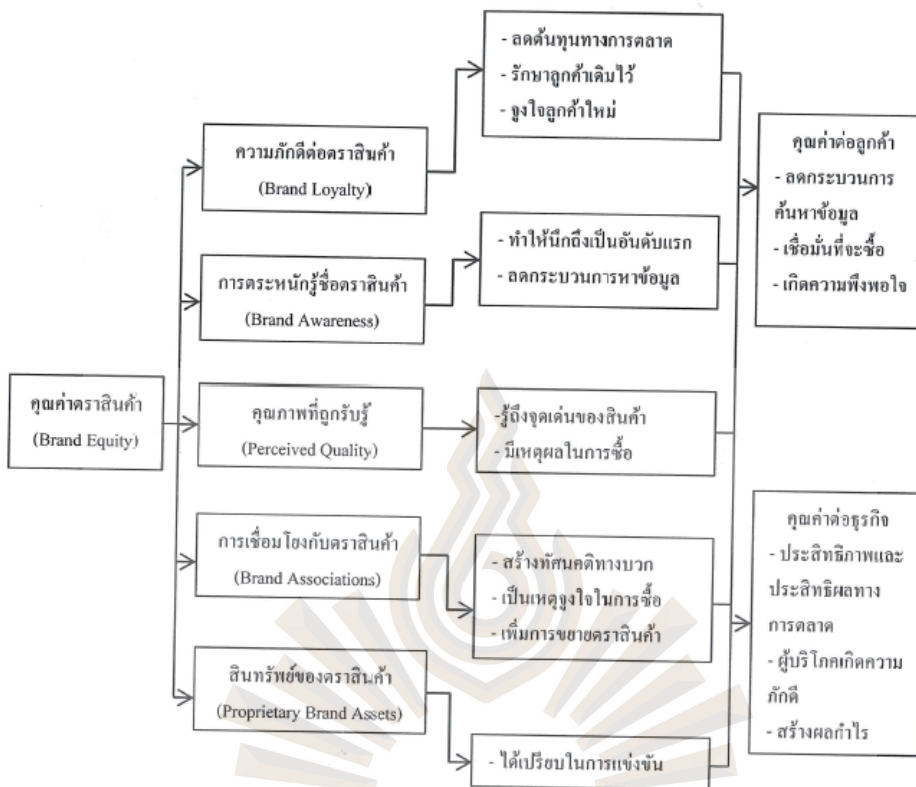 - ลดต้นทุนทางการตลาด
- รักษาลูกค้าเดิมไว้
- จูงใจลูกค้าใหม่
ความภักดีต่อตราสินค้า
(Brand Loyalty)
คุณค่าต่อลูกค้า
- ลดกระบวนการ
ค้นหาข้อมูล
- เชื่อมั่นที่จะซื้อ
- เกิดความพึงพอใจ
- ทำให้นึกถึงเป็นอันดับแรก
- ลดกระบวนการหาข้อมูล
การตระหนักรู้ชื่อตราสินค้า
(Brand Awareness)
คุณค่าตราสินค้า
(Brand Equity)
คุณภาพที่ถูกรับรู้
(Perceived Quality)
-รู้ถึงจุดเด่นของสินค้า
- มีเหตุผลในการซื้อ
การเชื่อมโยงกับตราสินค้า
(Brand Associations)
- สร้างทัศนคติทางบวก
- เป็นเหตุจูงใจในการซื้อ
- เพิ่มการขยายตราสินค้า
คุณค่าต่อธุรกิจ
- ประสิทธิภาพและ
ประสิทธิผลทาง
การตลาด
- ผู้บริโภคเกิดความ
ภักดี
- สร้างผลกำไร
สินทรัพย์ของตราสินค้า
(Proprietary Brand Assets)
- ได้เปรียบในการแข่งขัน